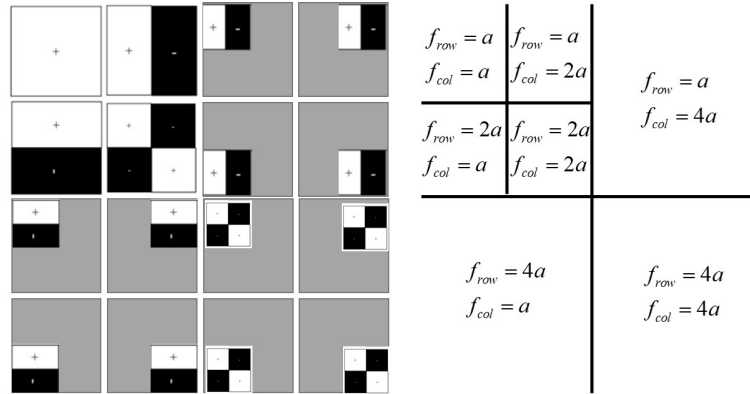 f_row = a
f_col = a
f_row = a
f_col = 2a
f_row = a
f_col = 4a
f_row = 2a
f_col = a
f_row = 2a
f_col = 2a
f_row = 4a
f_col = a
f_row = 4a
f_col = 4a